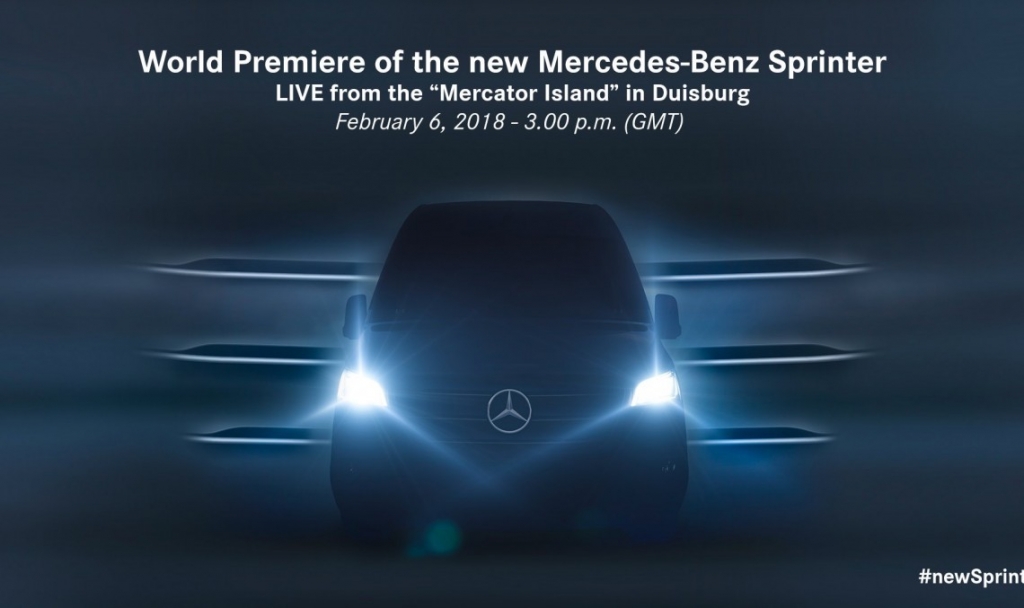 World Premiere of the new Mercedes-Benz Sprinter
LIVE from the “Mercator Island” in Duisburg
February 6, 2018 - 3.00 p.m. (GMT)
#newSprint